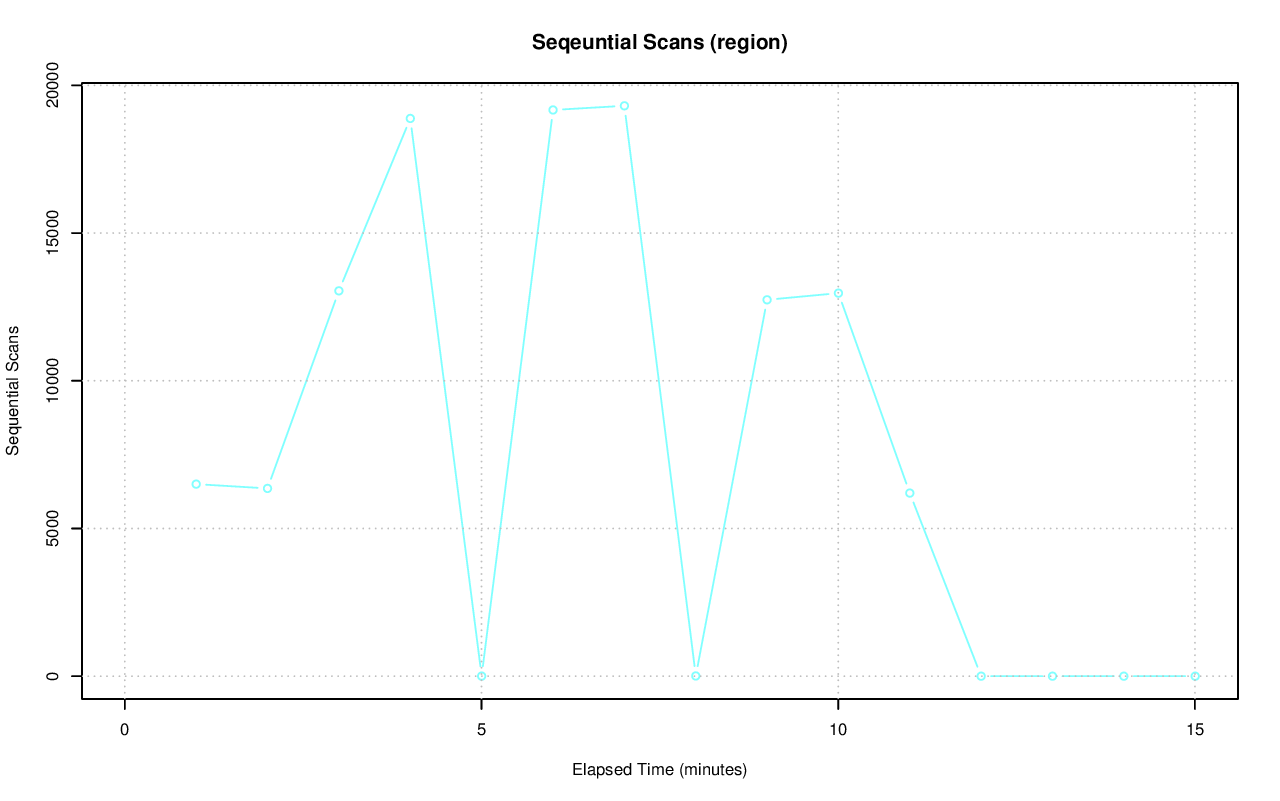 Seqeuntial Scans (region)
Sequential Scans
20000
15000
10000
5000
0
0 5 10 15
Elapsed Time (minutes)